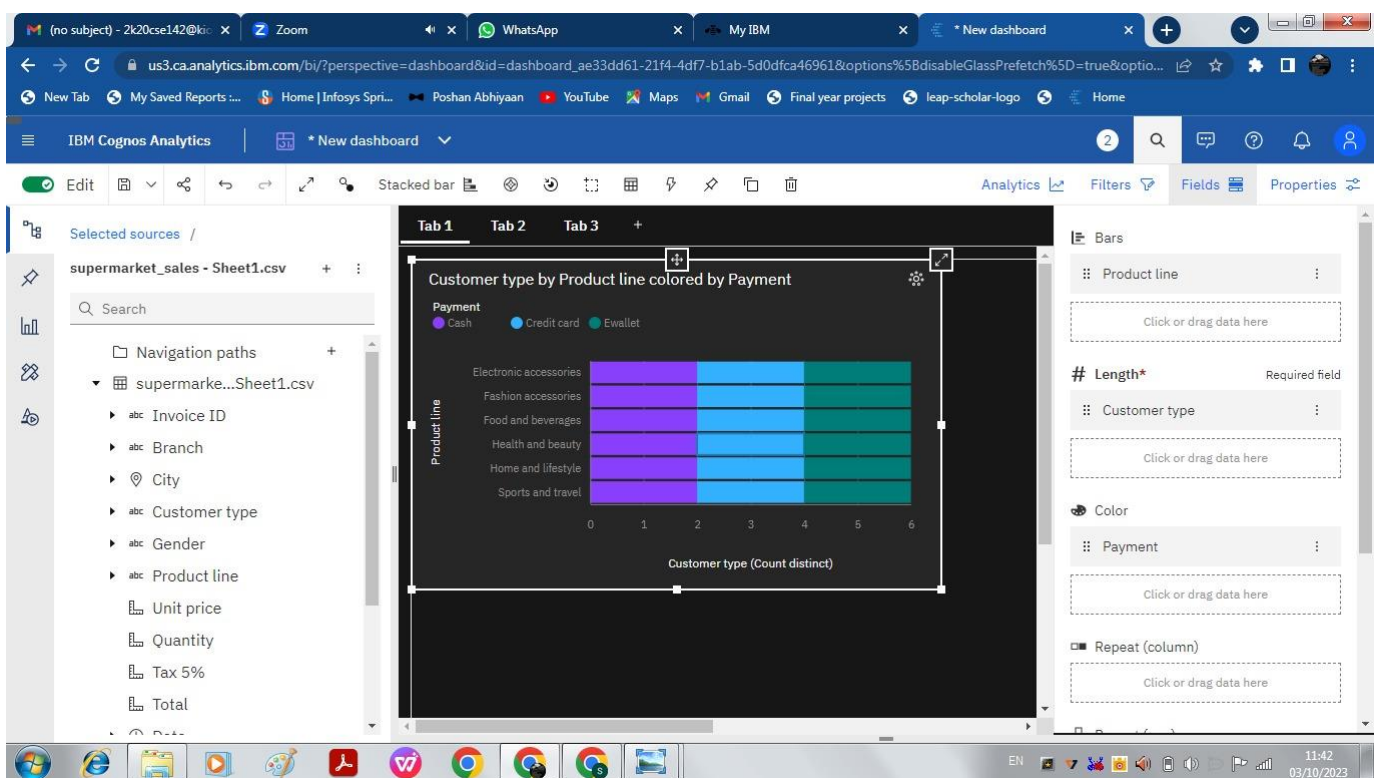 (no subject) - 2k20cse142@kio
Zoom
WhatsApp
My IBM
* New dashboard
us3.ca.analytics.ibm.com/bi/?perspective=dashboard&id=dashboard_ae33dd61-21f4-4df7-b1ab-5d0dfca46961&options%5BdisableGlassPrefetch%5D=true&optio...
New Tab
My Saved Reports :...
Home | Infosys Spri...
Poshan Abhiyaan
YouTube
Maps
Gmail
Final year projects
leap-scholar-logo
Home
IBM Cognos Analytics
* New dashboard
2
Edit
Stacked bar
Analytics
Filters
Fields
Properties
Selected sources /
supermarket_sales - Sheet1.csv
Search
Navigation paths
supermarke...Sheet1.csv
abc Invoice ID
abc Branch
City
abc Customer type
abc Gender
abc Product line
Unit price
Quantity
Tax 5%
Total
Tab 1 Tab 2 Tab 3 +
Customer type by Product line colored by Payment
Payment
Cash Credit card Ewallet
Product line
Electronic accessories
Fashion accessories
Food and beverages
Health and beauty
Home and lifestyle
Sports and travel
0 1 2 3 4 5 6
Customer type (Count distinct)
Bars
Product line
Click or drag data here
# Length* Required field
Customer type
Click or drag data here
Color
Payment
Click or drag data here
Repeat (column)
Click or drag data here
EN
11:42
03/10/2023